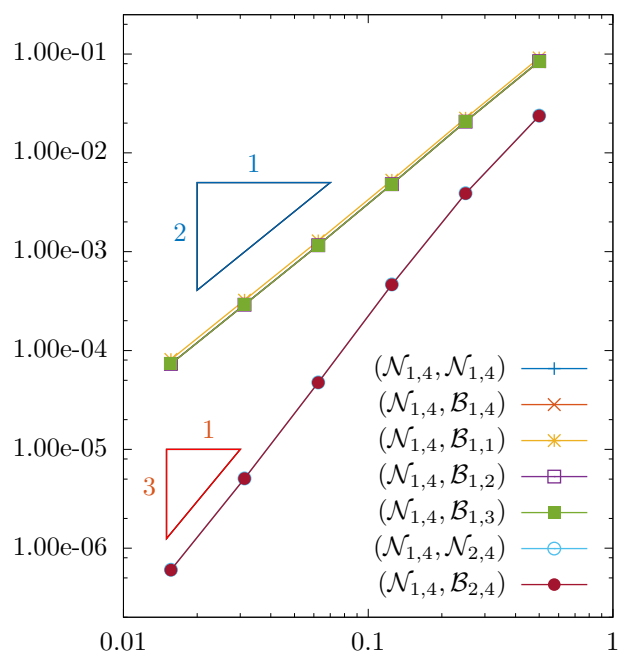 1.00e-01
1.00e-02
1.00e-03
1.00e-04
1.00e-05
1.00e-06
1
2
1
3
(𝒩1,4, 𝒩1,4)
(𝒩1,4, ℬ1,4)
(𝒩1,4, ℬ1,1)
(𝒩1,4, ℬ1,2)
(𝒩1,4, ℬ1,3)
(𝒩1,4, 𝒩2,4)
(𝒩1,4, ℬ2,4)
0.01 0.1 1